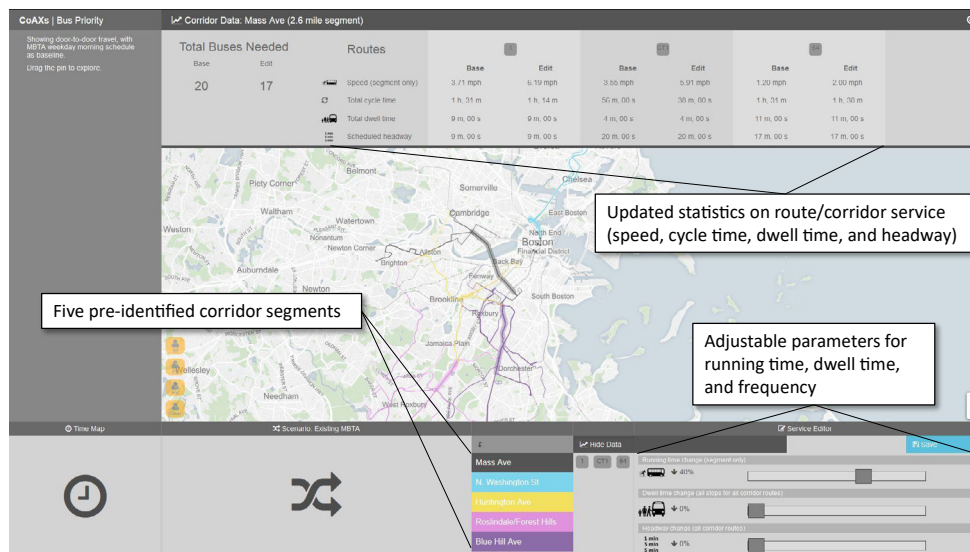 CoAXs | Bus Priority
Corridor Data: Mass Ave (2.6 mile segment)
Showing door-to-door travel, with
MBTA weekday morning schedule
as baseline.
Drag the pin to explore.
Total Buses Needed
Base Edit
20 17
Routes 1 CT1 64
Base Edit Base Edit Base Edit
Speed (segment only) 3.71 mph 6.19 mph 3.55 mph 5.91 mph 1.20 mph 2.00 mph
Total cycle time 1 h, 31 m 1 h, 14 m 56 m, 00 s 38 m, 00 s 1 h, 31 m 1 h, 30 m
Total dwell time 9 m, 00 s 9 m, 00 s 4 m, 00 s 4 m, 00 s 11 m, 00 s 11 m, 00 s
Scheduled headway 9 m, 00 s 9 m, 00 s 20 m, 00 s 20 m, 00 s 17 m, 00 s 17 m, 00 s
Belmont
Chelsea
Piety Corner
Somerville
Waltham
Cambridge
East Boston
Watertown
Weston
Nonantum
North End
Boston
Newton Corner
Allston
Financial District
Brighton
Back Bay
Auburndale
Fenway
Newton
Brookline
South Boston
Roxbury
Jamaica Plain
Wellesley
Dorchester
Needham
West Roxbury
Updated statistics on route/corridor service
(speed, cycle time, dwell time, and headway)
Five pre-identified corridor segments
Adjustable parameters for
running time, dwell time,
and frequency
Time Map
Scenario: Existing MBTA
Service Editor
Hide Data
Save
Mass Ave
N. Washington St
Huntington Ave
Roslindale/Forest Hills
Blue Hill Ave
1 CT1 64
Running time change (segment only)
40%
Dwell time change (all stops for all corridor routes)
0%
Headway change (all corridor routes)
1 min
3 min
5 min
0%